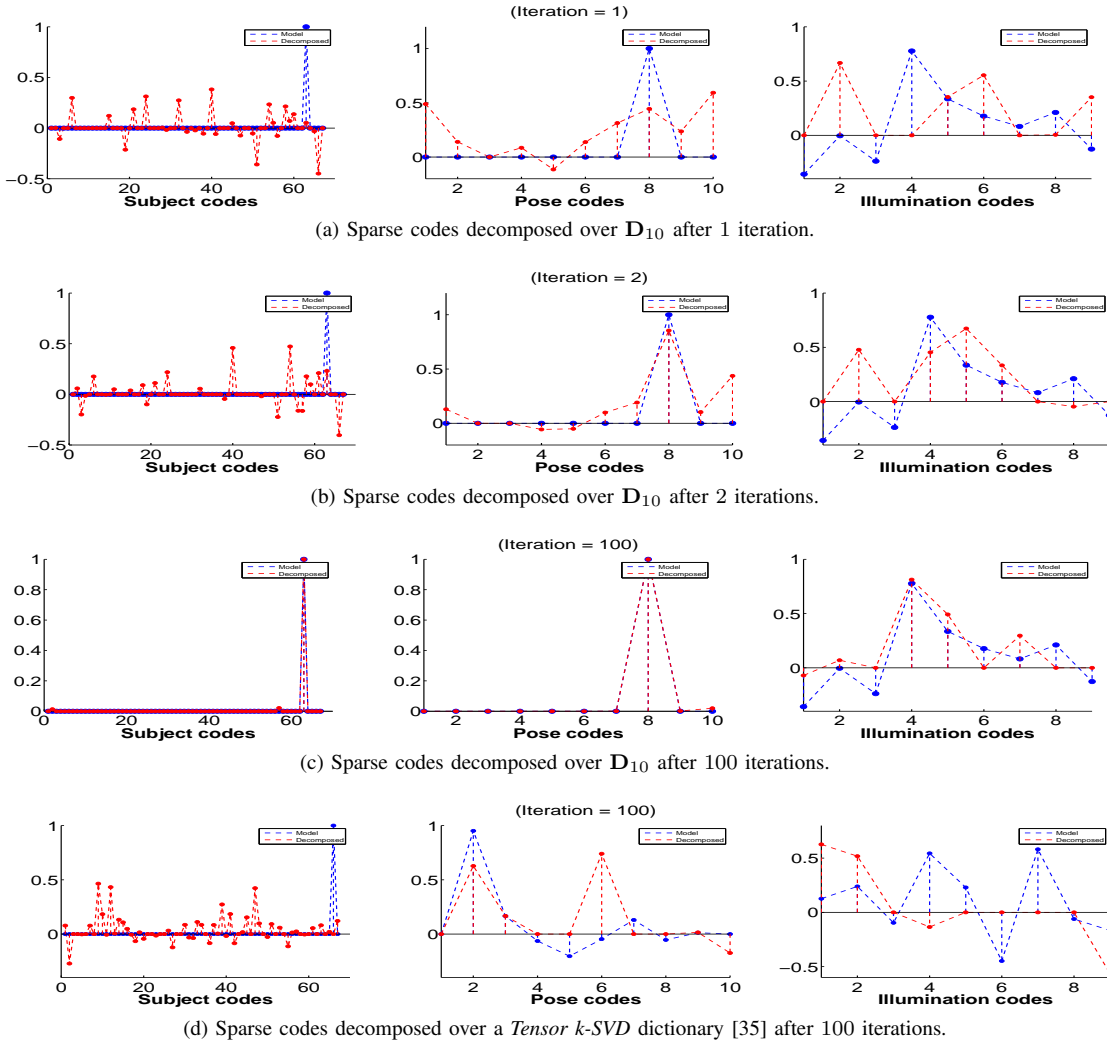 (Iteration = 1)
Model
Decomposed
1
0.5
0
−0.5
0
20
40
60
Subject codes
Model
Decomposed
1
0.5
0
2
4
6
8
10
Pose codes
Model
Decomposed
1
0.5
0
2
4
6
8
Illumination codes
(a) Sparse codes decomposed over D10 after 1 iteration.
(Iteration = 2)
Model
Decomposed
1
0.5
0
−0.5
0
20
40
60
Subject codes
Model
Decomposed
1
0.5
0
2
4
6
8
10
Pose codes
Model
Decomposed
1
0.5
0
2
4
6
8
Illumination codes
(b) Sparse codes decomposed over D10 after 2 iterations.
(Iteration = 100)
Model
Decomposed
1
0.8
0.6
0.4
0.2
0
0
20
40
60
Subject codes
Model
Decomposed
1
0.8
0.6
0.4
0.2
0
2
4
6
8
10
Pose codes
Model
Decomposed
1
0.5
0
2
4
6
8
Illumination codes
(c) Sparse codes decomposed over D10 after 100 iterations.
(Iteration = 100)
Model
Decomposed
1
0.5
0
0
20
40
60
Subject codes
Model
Decomposed
1
0.5
0
2
4
6
8
10
Pose codes
Model
Decomposed
0.5
0
−0.5
2
4
6
8
Illumination codes
(d) Sparse codes decomposed over a Tensor k-SVD dictionary [35] after 100 iterations.